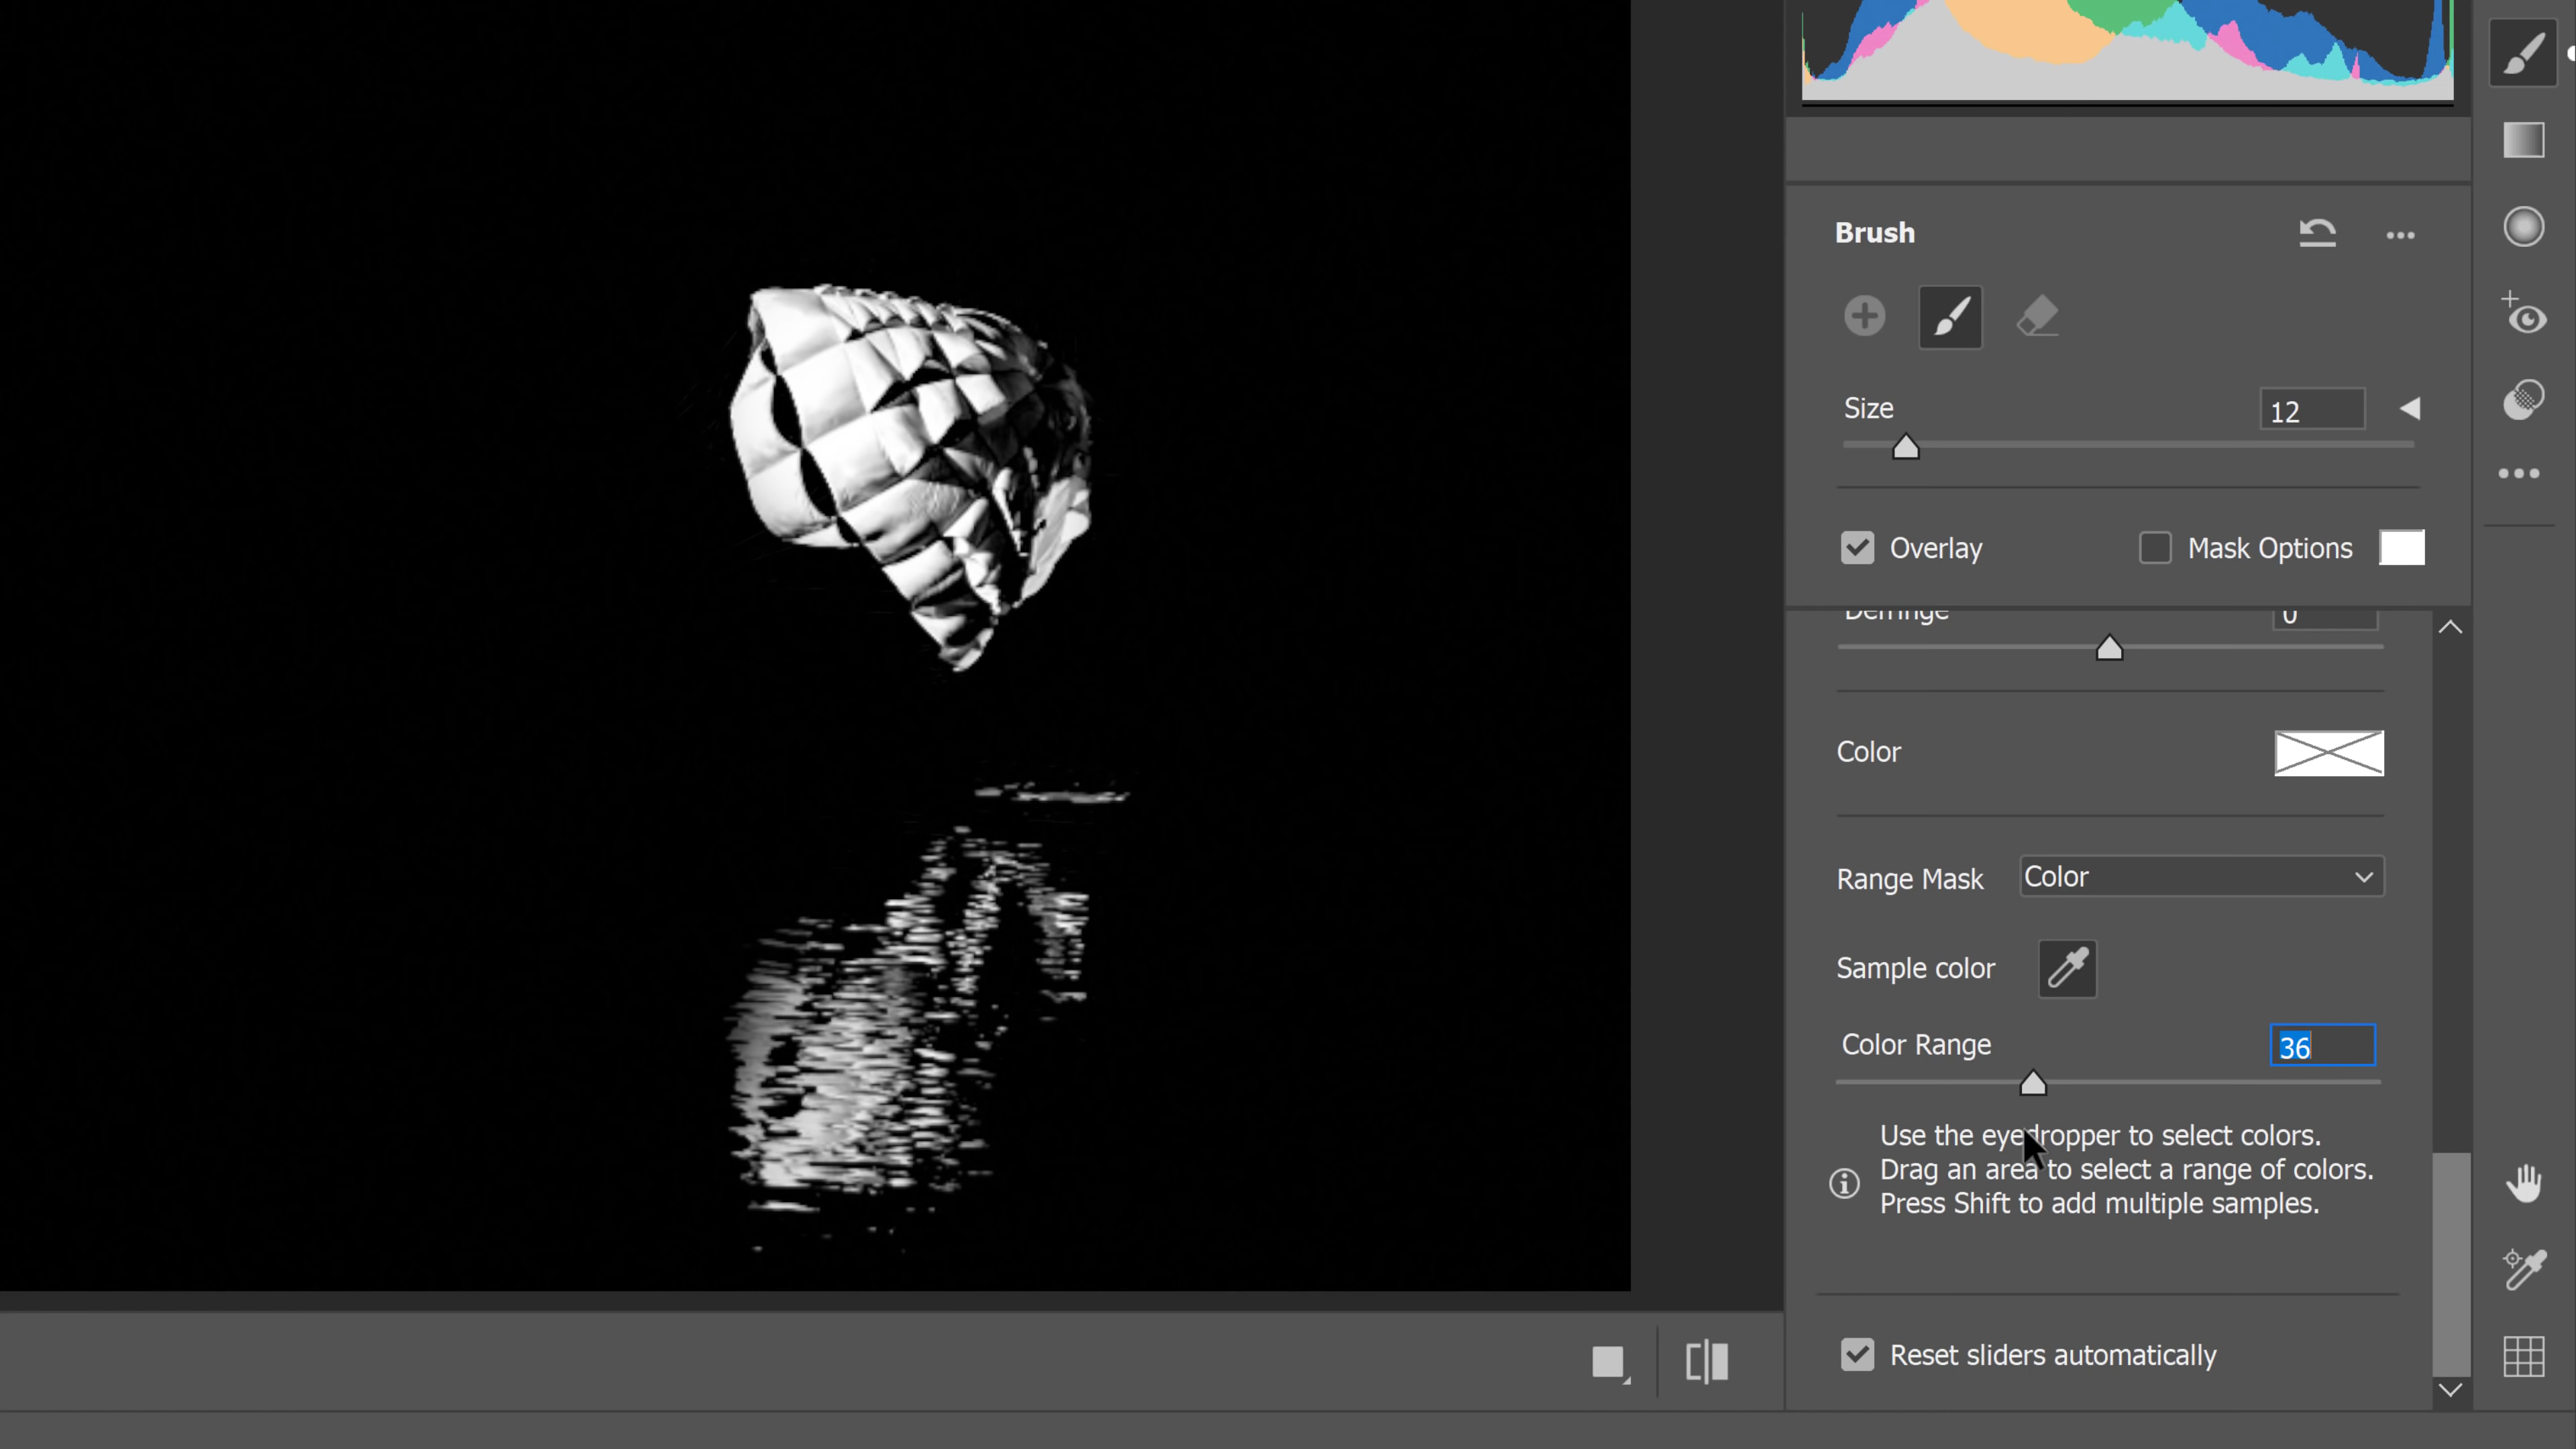 Brush
Size 12
Overlay Mask Options
Defringe 0
Color
Range Mask Color
Sample color
Color Range 36
Use the eyedropper to select colors.
Drag an area to select a range of colors.
Press Shift to add multiple samples.
Reset sliders automatically